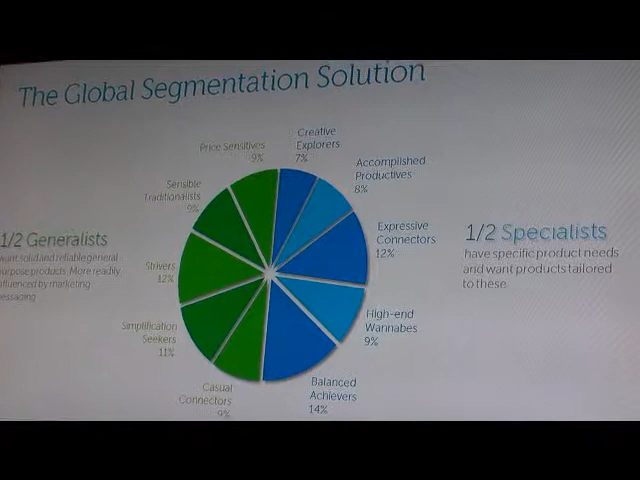 The Global Segmentation Solution
Creative
Explorers
7%
Price Sensitives
9%
Accomplished
Productives
8%
Sensible
Traditionalists
9%
Expressive
Connectors
12%
1/2 Generalists
want solid and reliable general
purpose products. More readily
influenced by marketing
messaging
1/2 Specialists
have specific product needs
and want products tailored
to these
Strivers
12%
High-end
Wannabes
9%
Simplification
Seekers
11%
Balanced
Achievers
14%
Casual
Connectors
9%